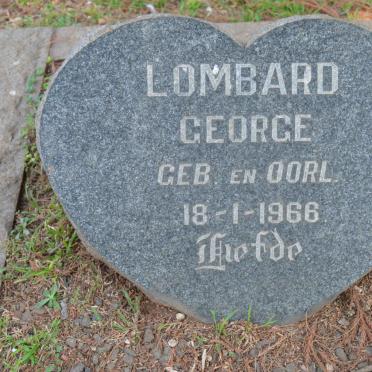 LOMBARD
GEORGE
GEB. EN OORL.
18-1-1966
Liefde